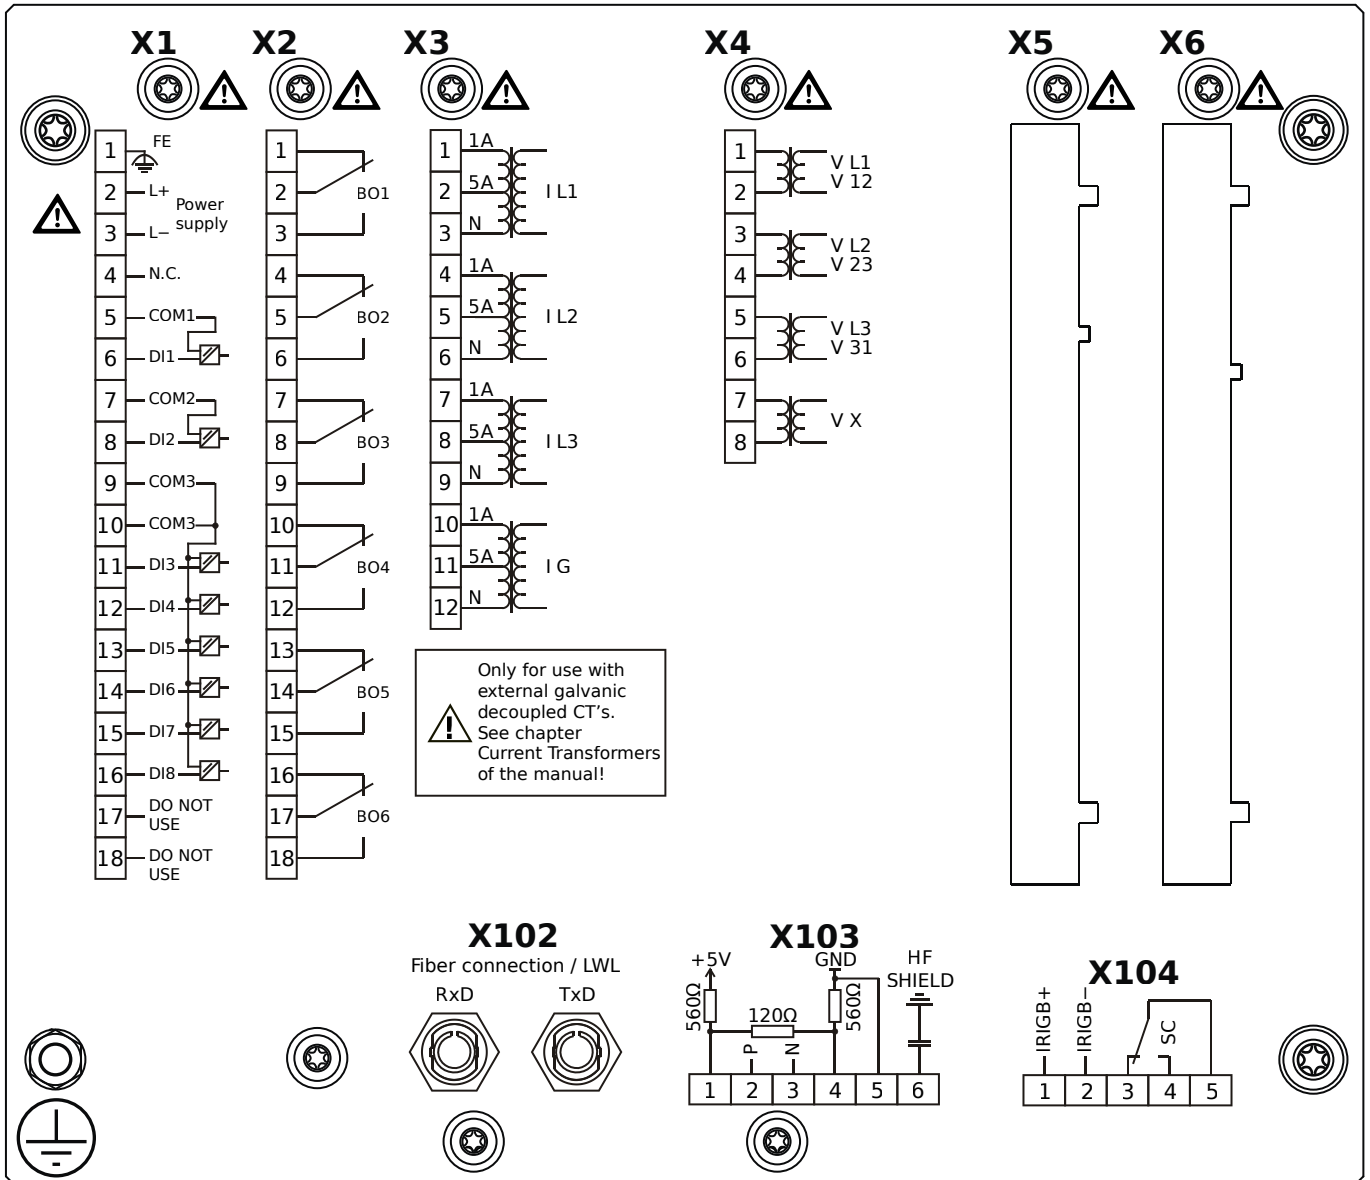 X1
X2
X3
X4
X5
X6
1 FE
2 L+
Power
supply
3 L−
4 N.C.
5 COM1
6 DI1
7 COM2
8 DI2
9 COM3
10 COM3
11 DI3
12 DI4
13 DI5
14 DI6
15 DI7
16 DI8
17 DO NOT
USE
18 DO NOT
USE
1
2 BO1
3
4
5 BO2
6
7
8 BO3
9
10
11 BO4
12
13
14 BO5
15
16
17 BO6
18
1 1A
2 5A I L1
3 N
4 1A
5 5A I L2
6 N
7 1A
8 5A I L3
9 N
10 1A
11 5A I G
12 N
Only for use with
external galvanic
decoupled CT's.
See chapter
Current Transformers
of the manual!
1 V L1
2 V 12
3 V L2
4 V 23
5 V L3
6 V 31
7
V X
8
X102
Fiber connection / LWL
RxD
TxD
X103
+5V
GND
HF
SHIELD
560Ω
120Ω
560Ω
P
N
1 2 3 4 5 6
X104
IRIGB+
IRIGB−
SC
1 2 3 4 5